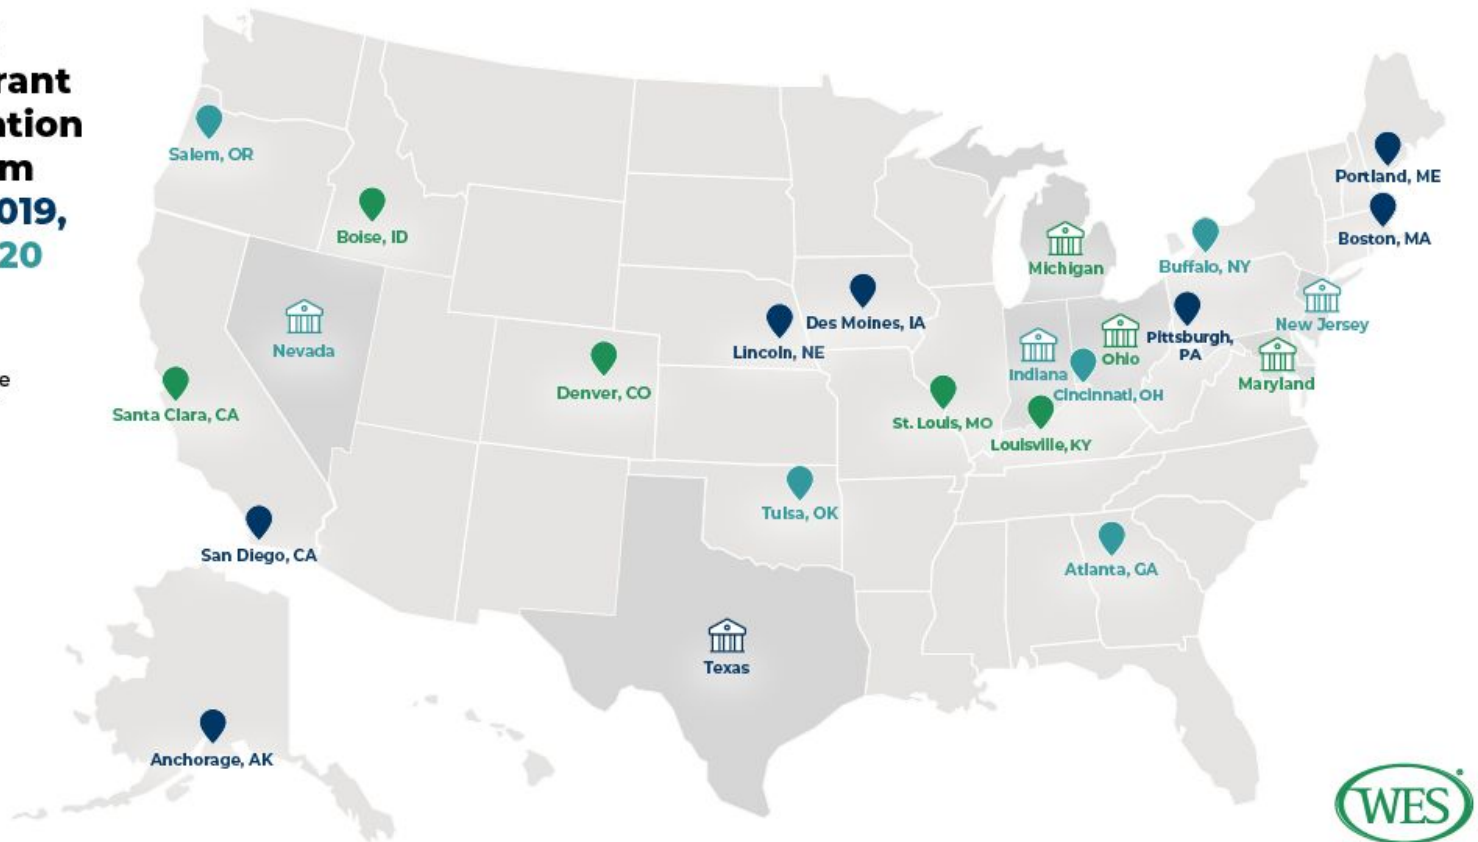 rant
ation
m
019,
20
e
Salem, OR
Boise, ID
Nevada
Santa Clara, CA
San Diego, CA
Anchorage, AK
Denver, CO
Lincoln, NE
Des Moines, IA
St. Louis, MO
Tulsa, OK
Texas
Michigan
Indiana
Ohio
Cincinnati, OH
Louisville, KY
Atlanta, GA
Pittsburgh,
PA
Buffalo, NY
Portland, ME
Boston, MA
New Jersey
Maryland
WES